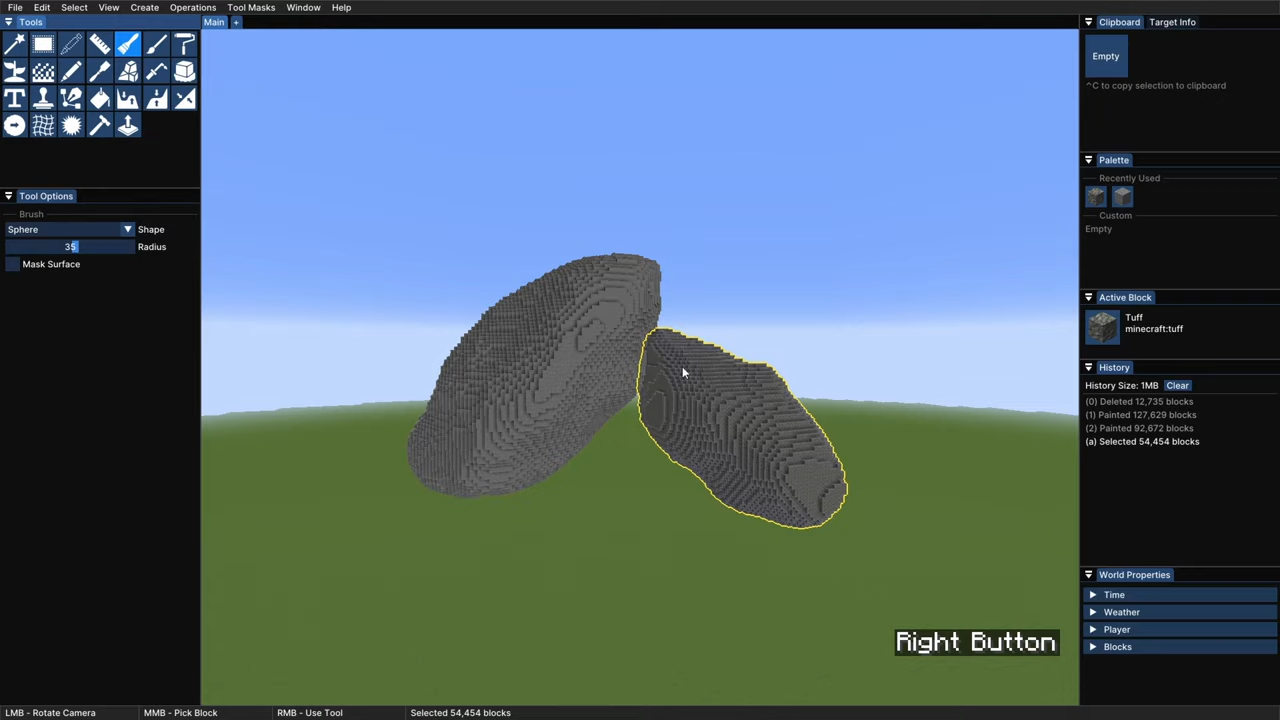 File Edit Select View Create Operations Tool Masks Window Help
Tools
Main +
Clipboard Target Info
Empty
^C to copy selection to clipboard
Palette
Recently Used
Custom
Empty
Tool Options
Brush
Sphere Shape
35 Radius
Mask Surface
Active Block
Tuff
minecraft:tuff
History
History Size: 1MB Clear
(0) Deleted 12,735 blocks
(1) Painted 127,629 blocks
(2) Painted 92,672 blocks
(a) Selected 54,454 blocks
World Properties
Time
Weather
Player
Blocks
Right Button
LMB - Rotate Camera MMB - Pick Block RMB - Use Tool Selected 54,454 blocks